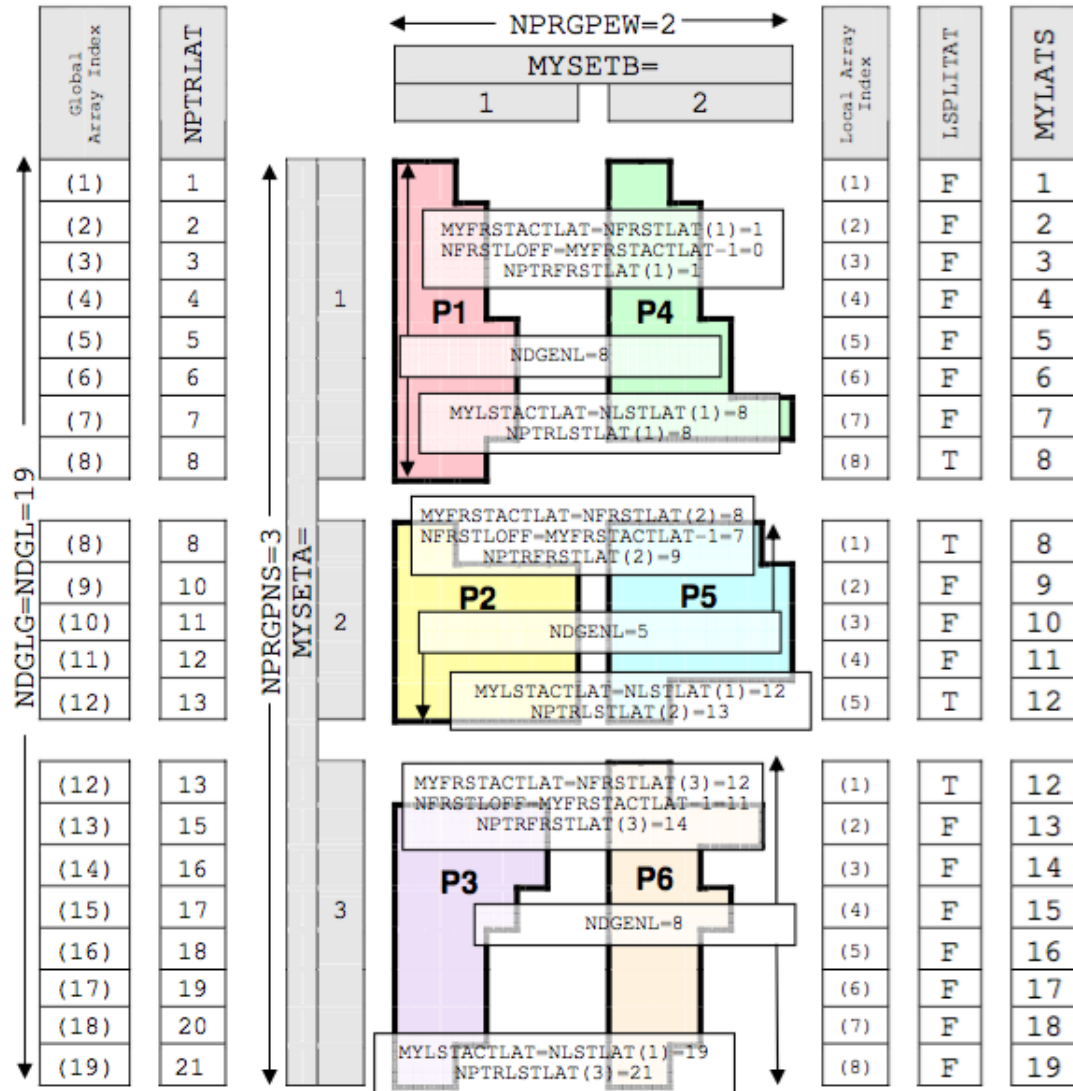 NPRGPEW=2
Global Array Index
NPTRLAT
MYSETB=
1 2
Local Array Index
LSPLITAT
MYLATS
NDGLG=NDGL=19
NPRGPNS=3
MYSETA=
(1) 1 (1) F 1
(2) 2 (2) F 2
(3) 3 (3) F 3
(4) 4 (4) F 4
(5) 5 (5) F 5
(6) 6 (6) F 6
(7) 7 (7) F 7
(8) 8 (8) T 8
1
MYFRSTACTLAT=NFRSTLAT(1)=1
NFRSTLOFF=MYFRSTACTLAT-1=0
NPTRFRSTLAT(1)=1
P1 P4
NDGENL=8
MYLSTACTLAT=NLSTLAT(1)=8
NPTRLSTLAT(1)=8
(8) 8 (1) T 8
(9) 10 (2) F 9
(10) 11 (3) F 10
(11) 12 (4) F 11
(12) 13 (5) T 12
2
MYFRSTACTLAT=NFRSTLAT(2)=8
NFRSTLOFF=MYFRSTACTLAT-1=7
NPTRFRSTLAT(2)=9
P2 P5
NDGENL=5
MYLSTACTLAT=NLSTLAT(1)=12
NPTRLSTLAT(2)=13
(12) 13 (1) T 12
(13) 15 (2) F 13
(14) 16 (3) F 14
(15) 17 (4) F 15
(16) 18 (5) F 16
(17) 19 (6) F 17
(18) 20 (7) F 18
(19) 21 (8) F 19
3
MYFRSTACTLAT=NFRSTLAT(3)=12
NFRSTLOFF=MYFRSTACTLAT-1=11
NPTRFRSTLAT(3)=14
P3 P6
NDGENL=8
MYLSTACTLAT=NLSTLAT(1)=19
NPTRLSTLAT(3)=21